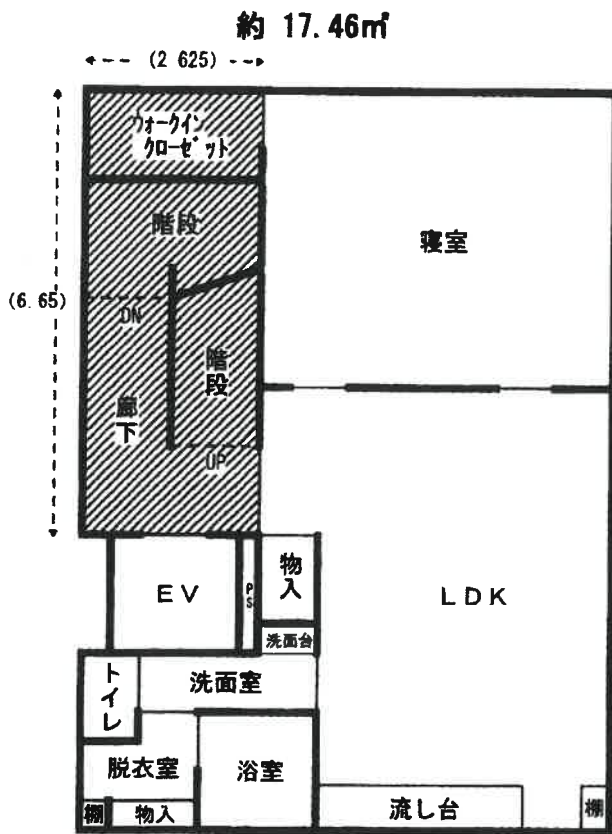 約 17.46㎡
(2 625)
ウォークイン
クローゼット
階段
寝室
(6.65)
DN
階段
廊下
UP
EV
PS
物入
LDK
洗面台
トイレ
洗面室
脱衣室
浴室
棚
物入
流し台
棚